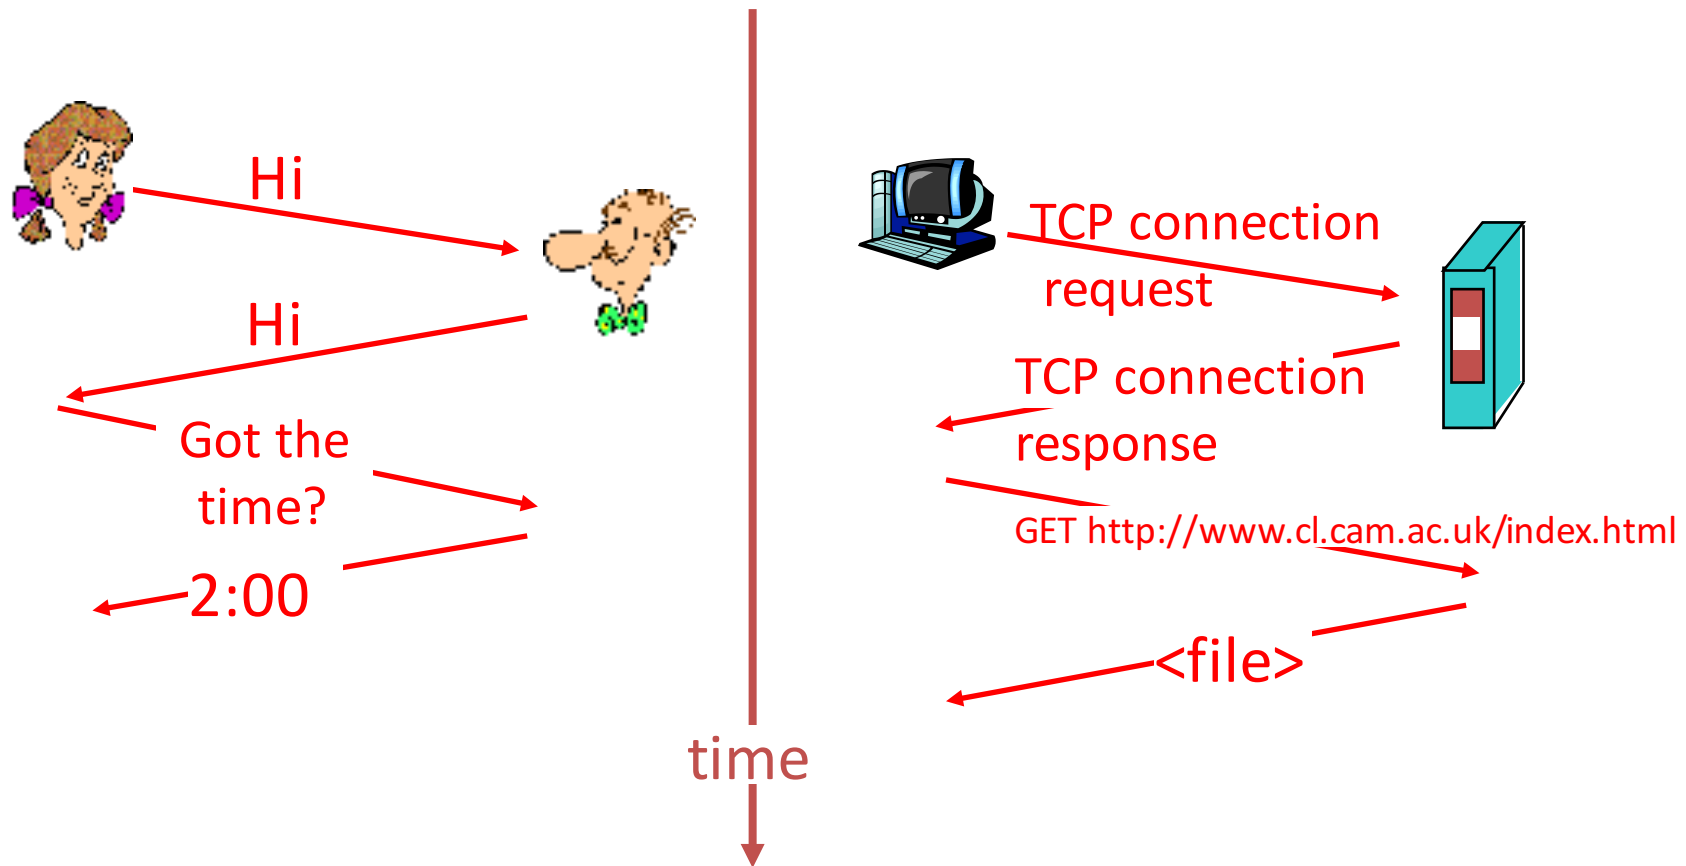 Hi
Hi
Got the
time?
2:00
time
TCP connection
request
TCP connection
response
GET http://www.cl.cam.ac.uk/index.html
<file>